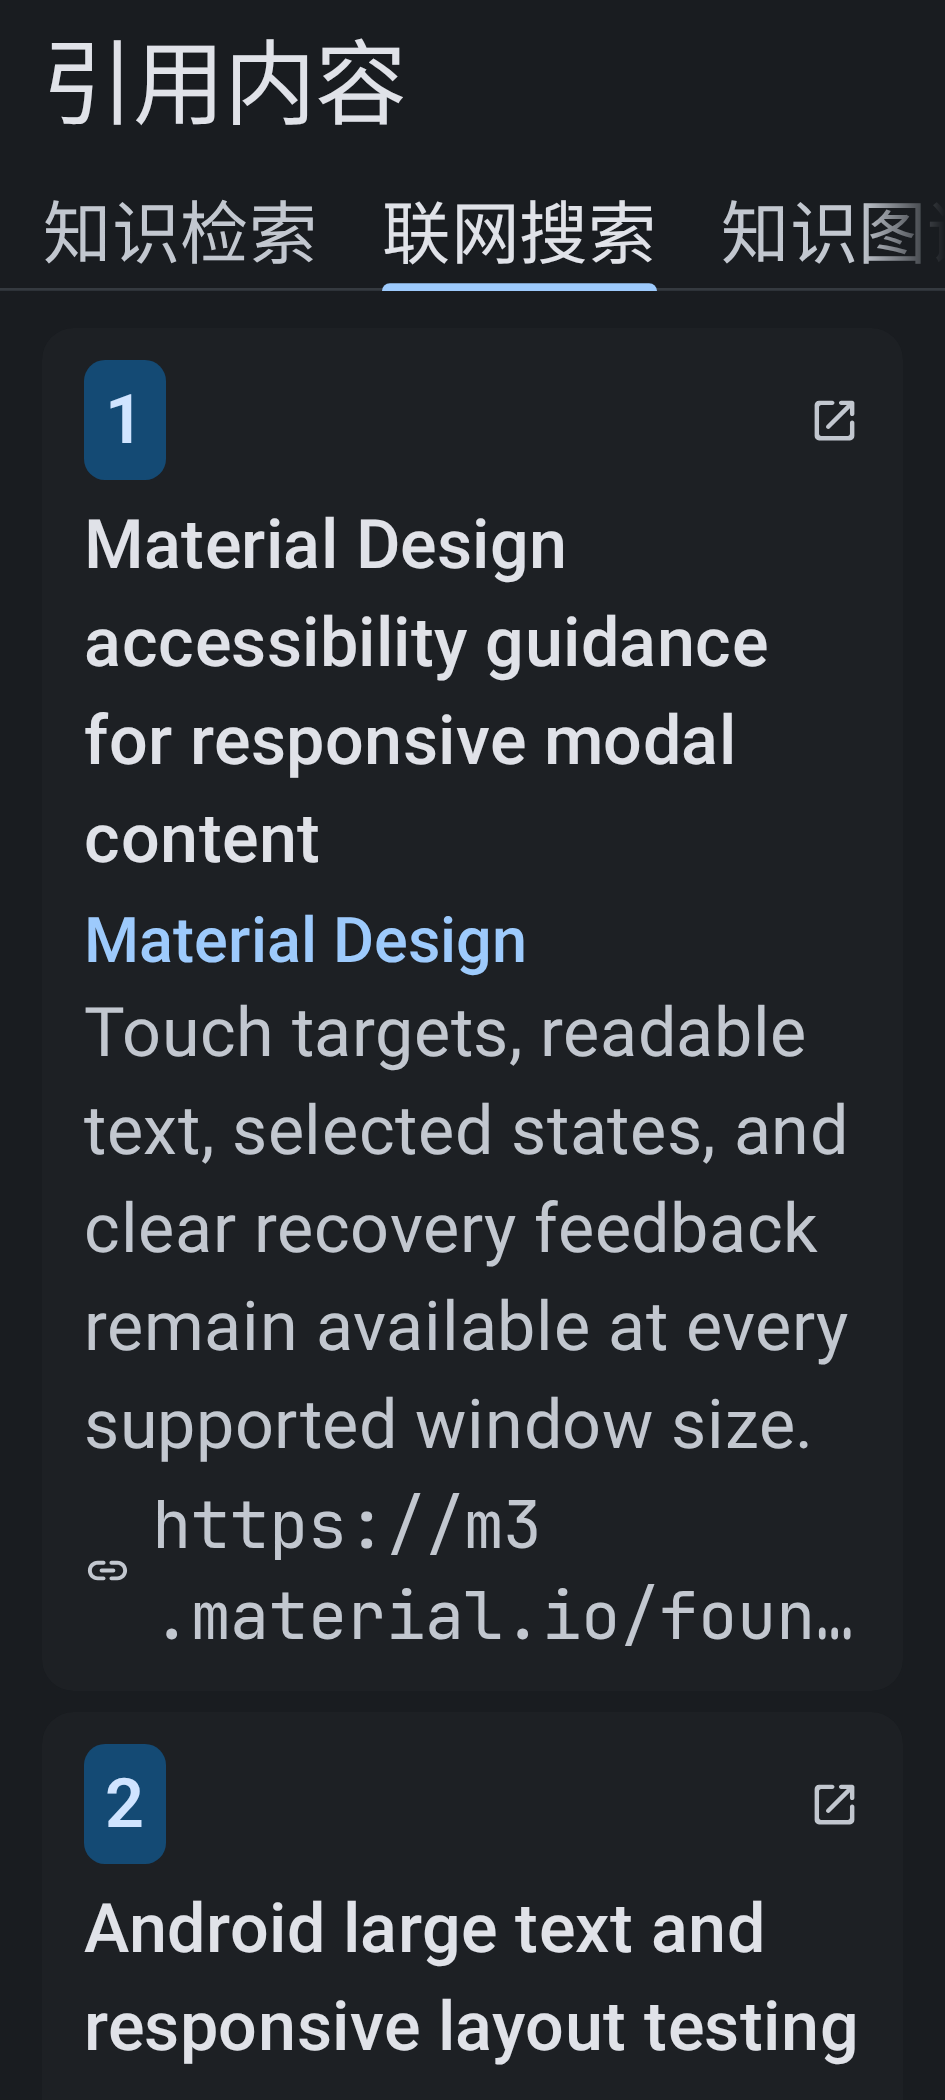 引用内容
知识检索 联网搜索 知识图
1
Material Design
accessibility guidance
for responsive modal
content
Material Design
Touch targets, readable
text, selected states, and
clear recovery feedback
remain available at every
supported window size.
https://m3
.material.io/foun…
2
Android large text and
responsive layout testing